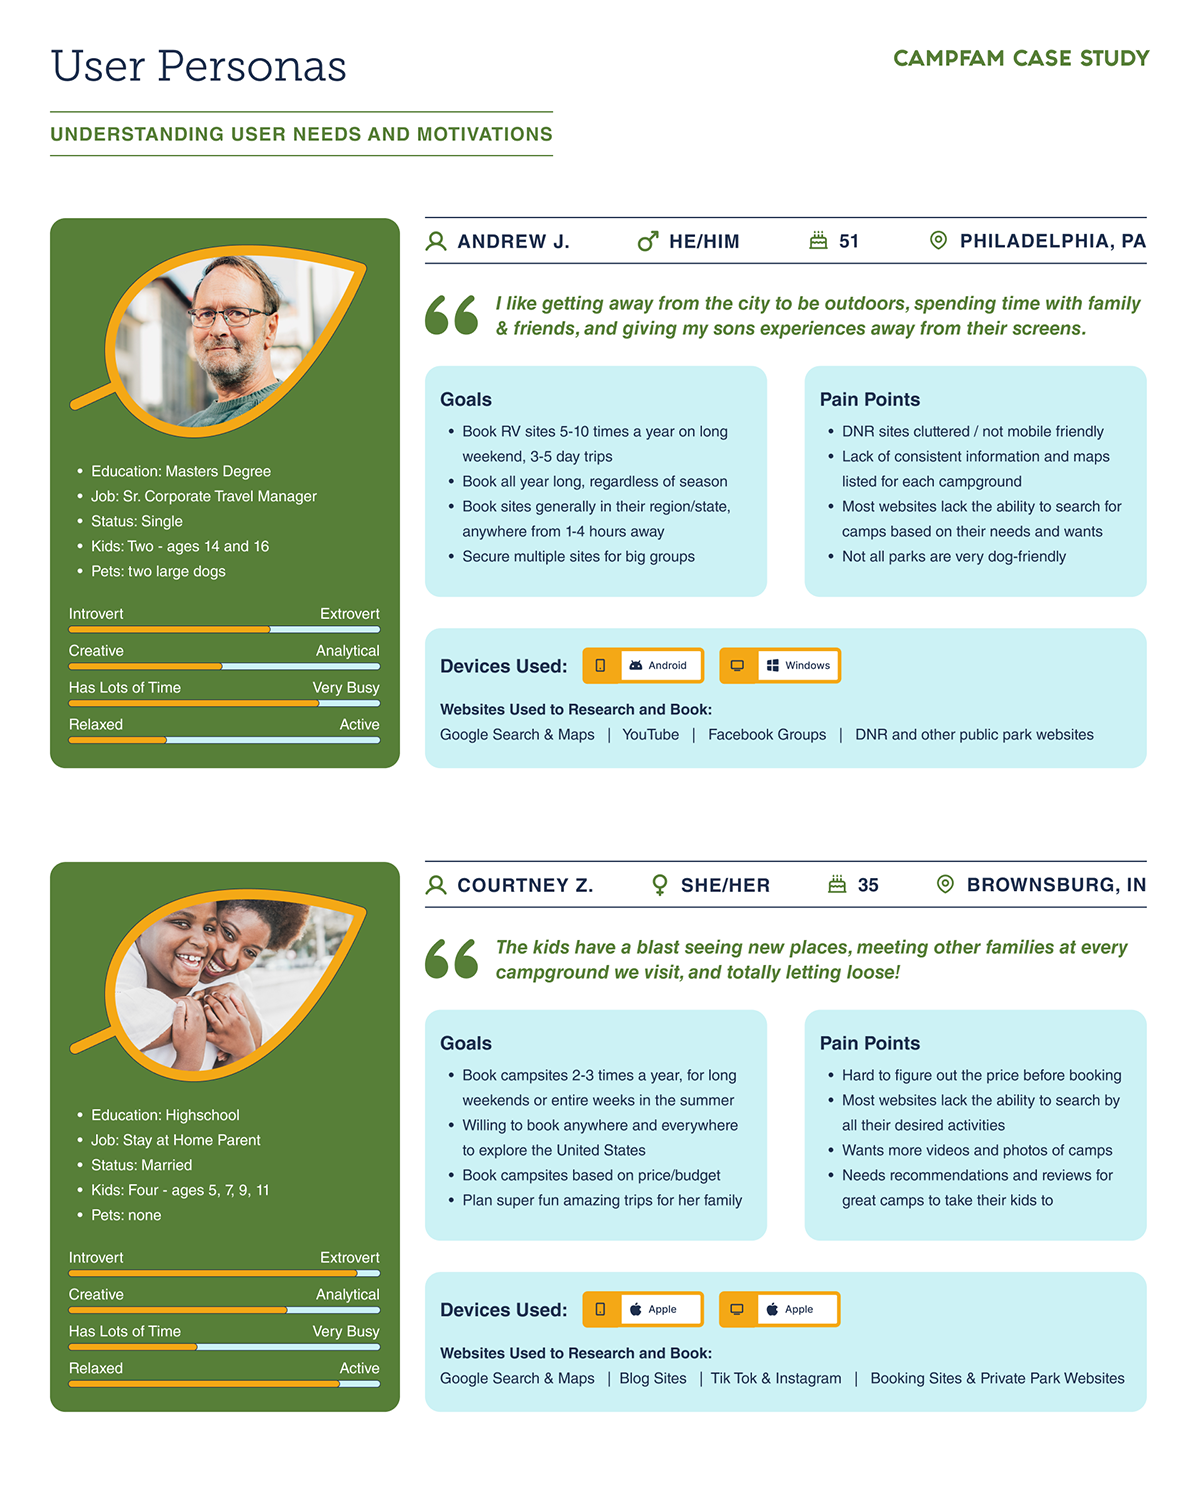 User Personas
CAMPFAM CASE STUDY
UNDERSTANDING USER NEEDS AND MOTIVATIONS
ANDREW J.
HE/HIM
51
PHILADELPHIA, PA
I like getting away from the city to be outdoors, spending time with family
& friends, and giving my sons experiences away from their screens.
• Education: Masters Degree
• Job: Sr. Corporate Travel Manager
• Status: Single
• Kids: Two - ages 14 and 16
• Pets: two large dogs
Introvert Extrovert
Creative Analytical
Has Lots of Time Very Busy
Relaxed Active
Goals
• Book RV sites 5-10 times a year on long
weekend, 3-5 day trips
• Book all year long, regardless of season
• Book sites generally in their region/state,
anywhere from 1-4 hours away
• Secure multiple sites for big groups
Pain Points
• DNR sites cluttered / not mobile friendly
• Lack of consistent information and maps
listed for each campground
• Most websites lack the ability to search for
camps based on their needs and wants
• Not all parks are very dog-friendly
Devices Used: Android Windows
Websites Used to Research and Book:
Google Search & Maps | YouTube | Facebook Groups | DNR and other public park websites
COURTNEY Z.
SHE/HER
35
BROWNSBURG, IN
The kids have a blast seeing new places, meeting other families at every
campground we visit, and totally letting loose!
• Education: Highschool
• Job: Stay at Home Parent
• Status: Married
• Kids: Four - ages 5, 7, 9, 11
• Pets: none
Introvert Extrovert
Creative Analytical
Has Lots of Time Very Busy
Relaxed Active
Goals
• Book campsites 2-3 times a year, for long
weekends or entire weeks in the summer
• Willing to book anywhere and everywhere
to explore the United States
• Book campsites based on price/budget
• Plan super fun amazing trips for her family
Pain Points
• Hard to figure out the price before booking
• Most websites lack the ability to search by
all their desired activities
• Wants more videos and photos of camps
• Needs recommendations and reviews for
great camps to take their kids to
Devices Used: Apple Apple
Websites Used to Research and Book:
Google Search & Maps | Blog Sites | Tik Tok & Instagram | Booking Sites & Private Park Websites